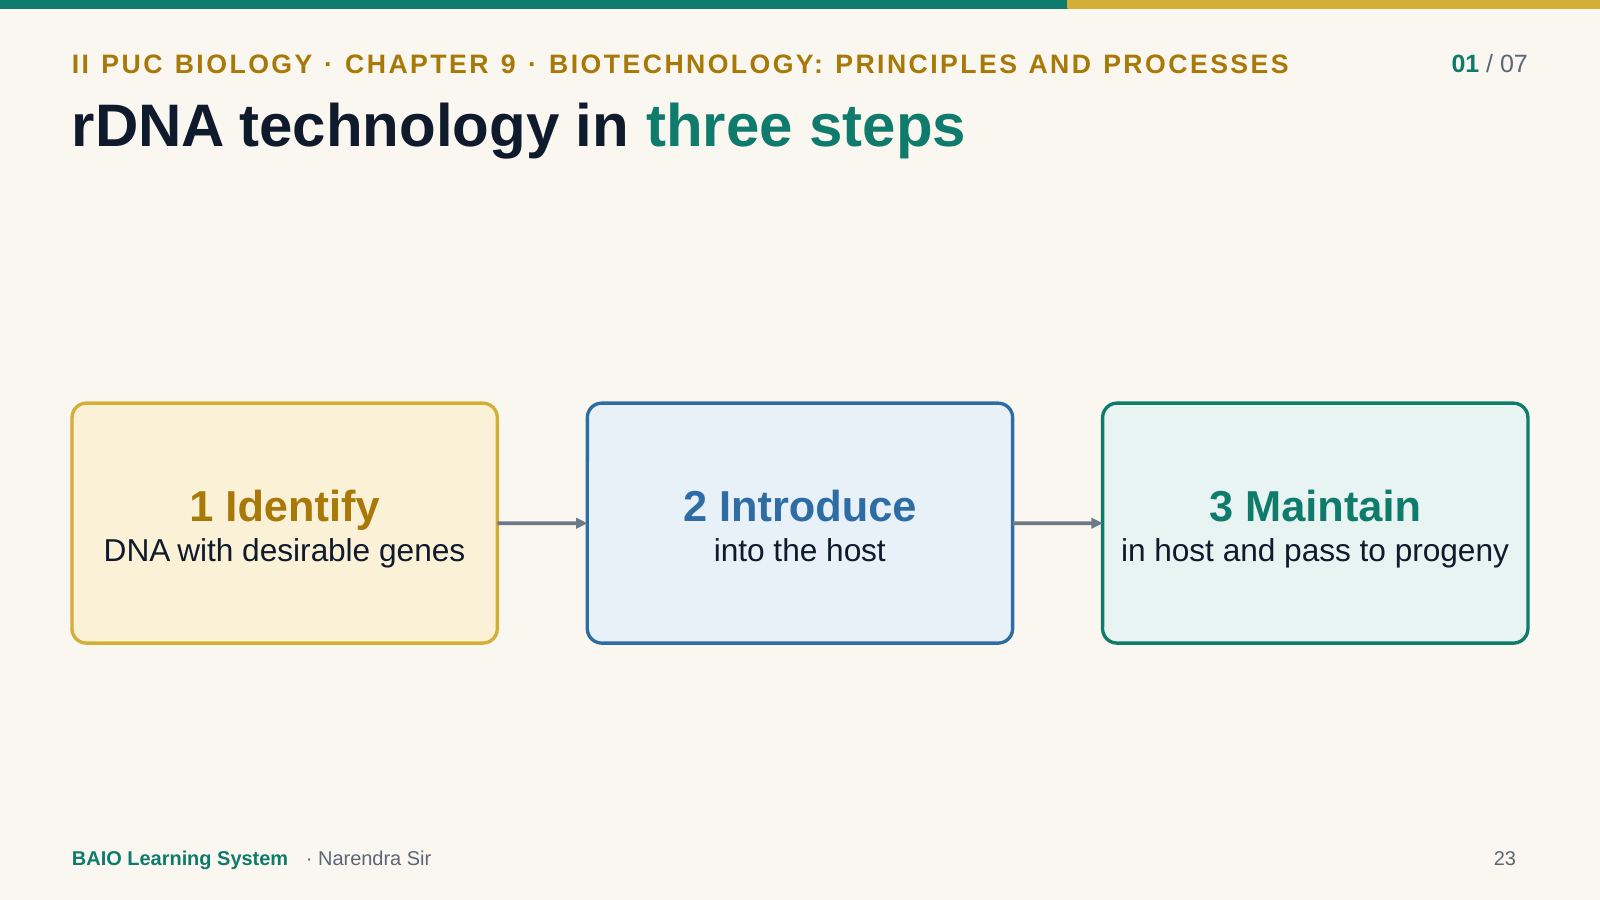 II PUC BIOLOGY · CHAPTER 9 · BIOTECHNOLOGY: PRINCIPLES AND PROCESSES
01 / 07
rDNA technology in three steps
1 Identify
DNA with desirable genes
2 Introduce
into the host
3 Maintain
in host and pass to progeny
BAIO Learning System · Narendra Sir
23